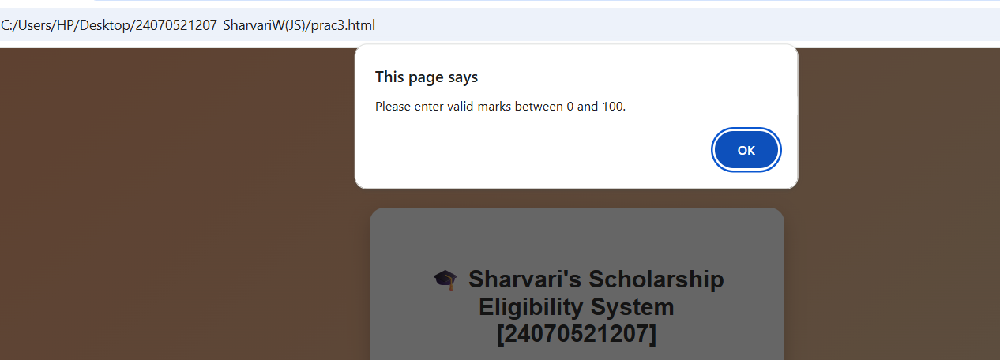 C:/Users/HP/Desktop/24070521207_SharvariW(JS)/prac3.html
This page says
Please enter valid marks between 0 and 100.
OK
🎓 Sharvari's Scholarship
Eligibility System
[24070521207]